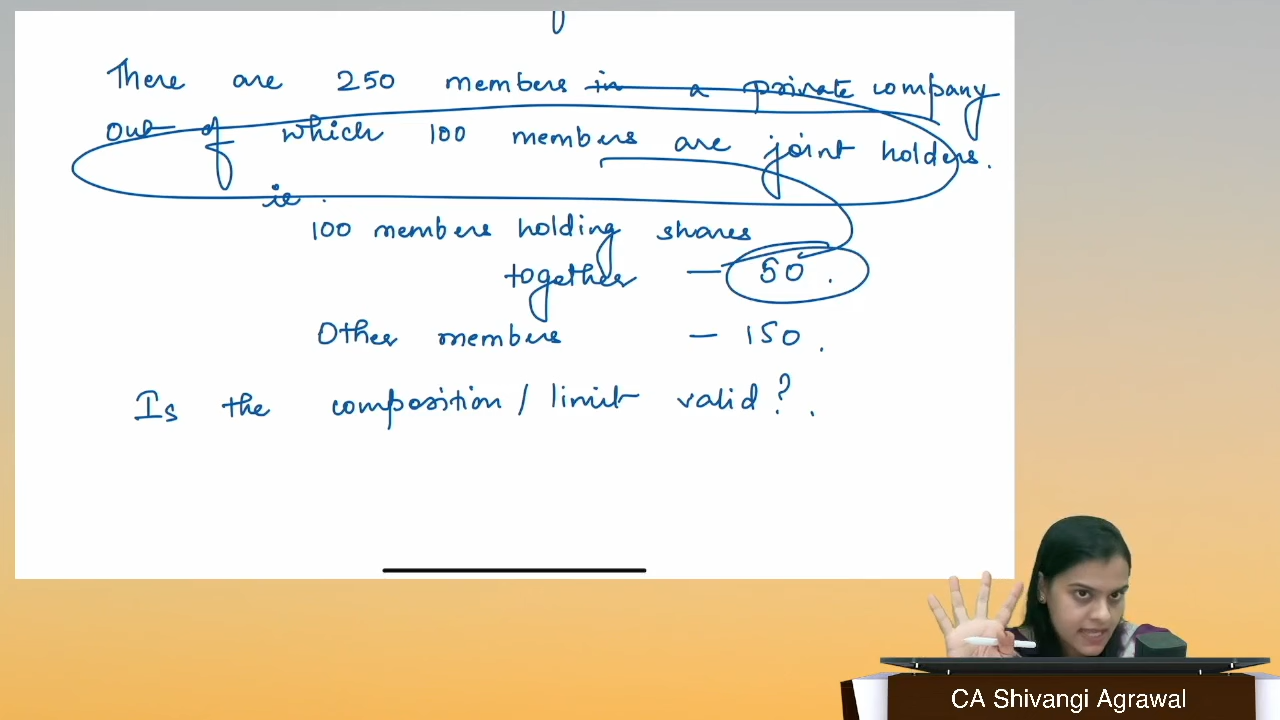 There are 250 members in a private company
out of which 100 members are joint holders.
ie.
100 members holding shares
together — 50.
Other members — 150.
Is the composition/limit valid?.
CA Shivangi Agrawal